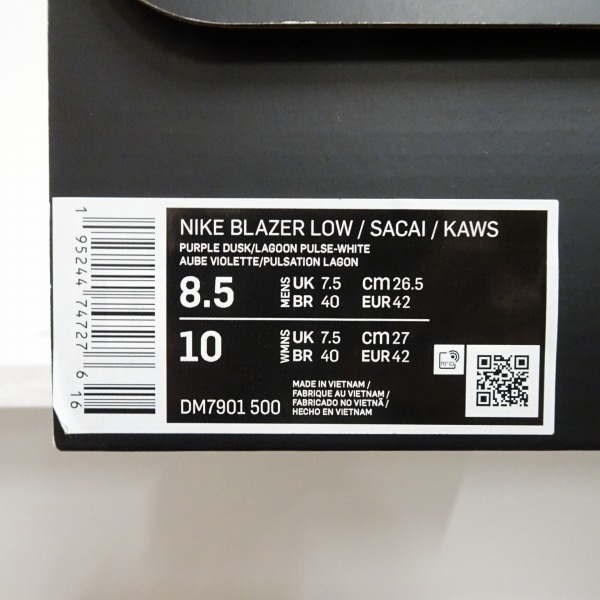 NIKE BLAZER LOW / SACAI / KAWS
PURPLE DUSK/LAGOON PULSE-WHITE
AUBE VIOLETTE/PULSATION LAGON
8.5 MENS UK 7.5 CM 26.5
BR 40 EUR 42
10 WMNS UK 7.5 CM 27
BR 40 EUR 42
RFID
DM7901 500
MADE IN VIETNAM /
FABRIQUE AU VIETNAM /
FABRICADO NO VIETNÃ /
HECHO EN VIETNAM
1 95244 74727 6 16